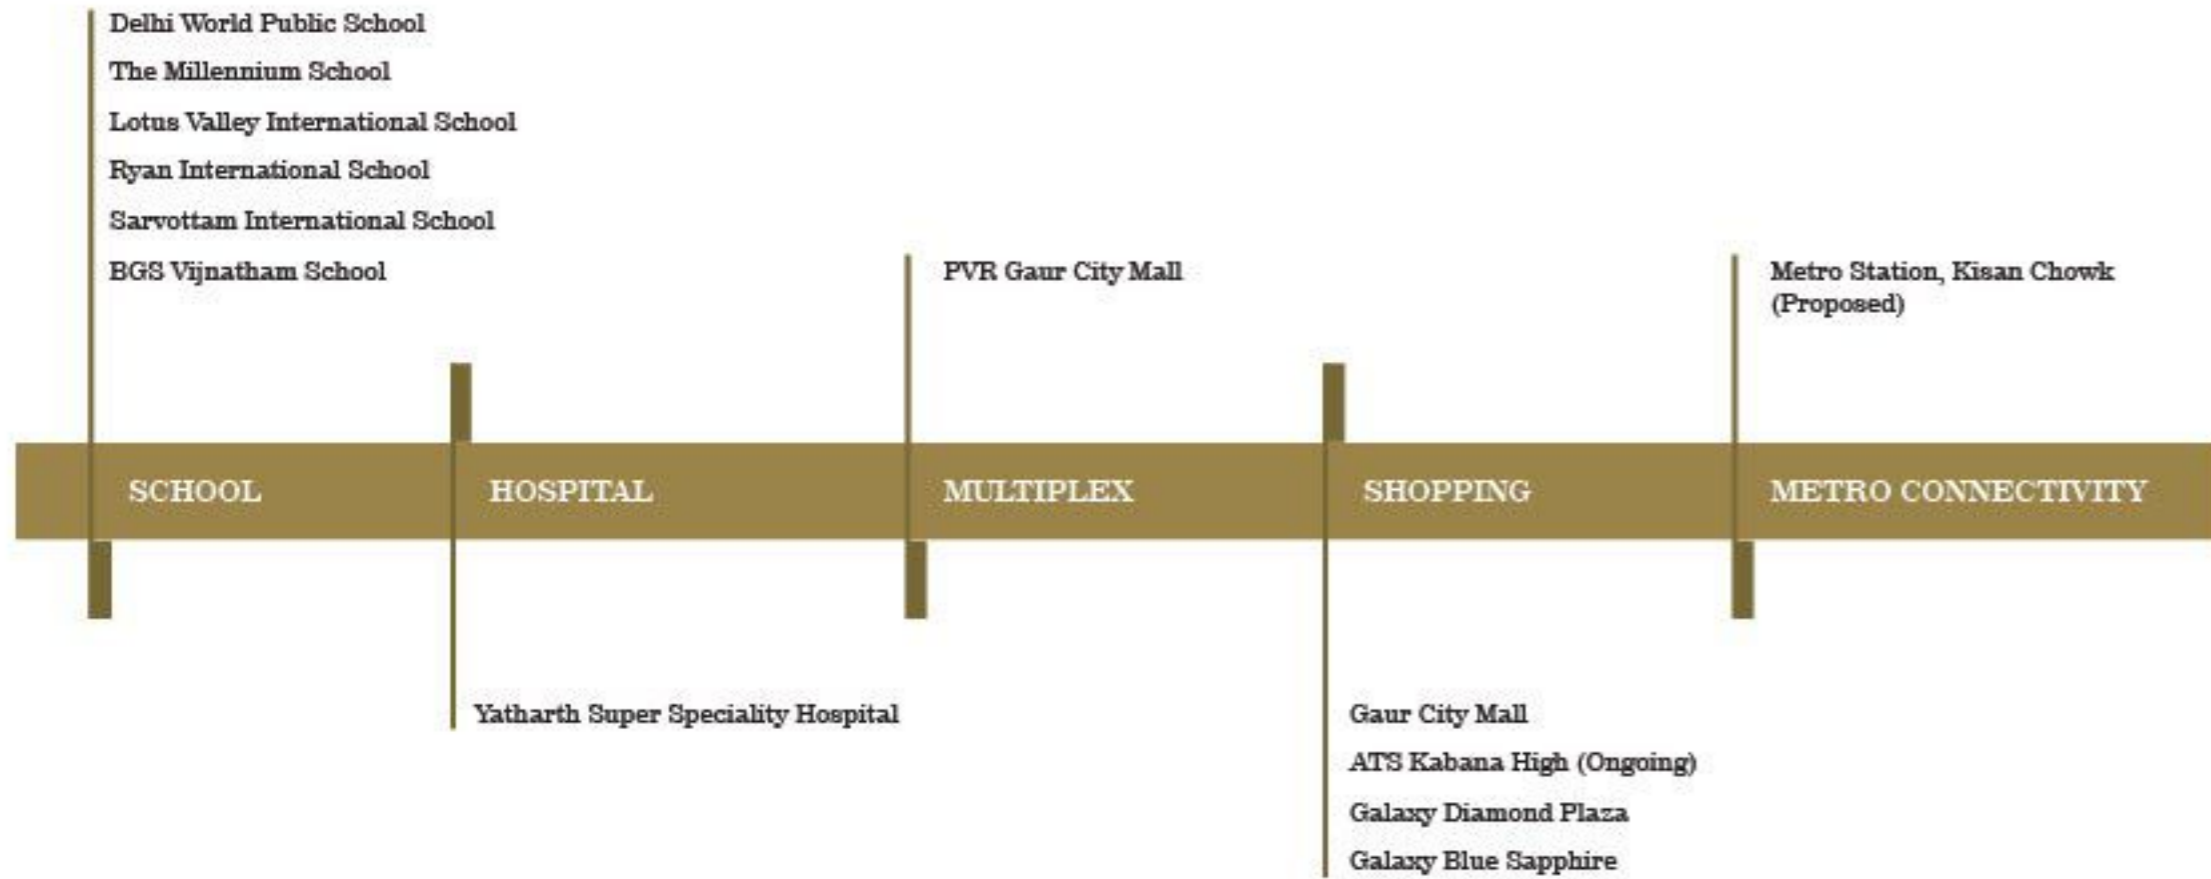 Delhi World Public School
The Millennium School
Lotus Valley International School
Ryan International School
Sarvottam International School
BGS Vijnatham School
PVR Gaur City Mall
Metro Station, Kisan Chowk
(Proposed)
SCHOOL
HOSPITAL
MULTIPLEX
SHOPPING
METRO CONNECTIVITY
Yatharth Super Speciality Hospital
Gaur City Mall
ATS Kabana High (Ongoing)
Galaxy Diamond Plaza
Galaxy Blue Sapphire